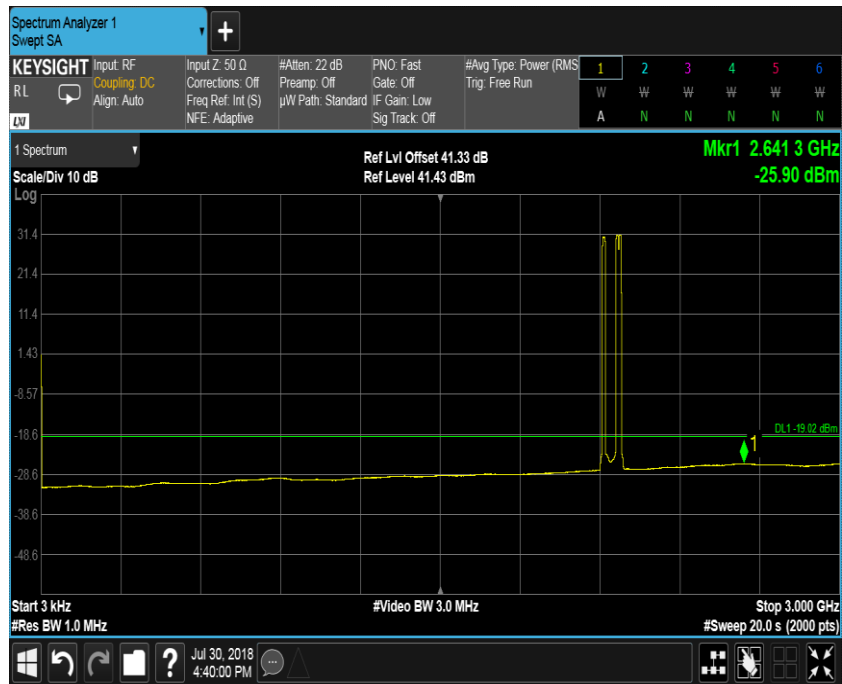 Spectrum Analyzer 1
Swept SA
+
KEYSIGHT
RL
LXI
Input: RF
Coupling: DC
Align: Auto
Input Z: 50 Ω
Corrections: Off
Freq Ref: Int (S)
NFE: Adaptive
#Atten: 22 dB
Preamp: Off
µW Path: Standard
PNO: Fast
Gate: Off
IF Gain: Low
Sig Track: Off
#Avg Type: Power (RMS
Trig: Free Run
1 2 3 4 5 6
W W W W W W
A N N N N N
1 Spectrum
Scale/Div 10 dB
Log
Ref Lvl Offset 41.33 dB
Ref Level 41.43 dBm
Mkr1 2.641 3 GHz
-25.90 dBm
31.4
21.4
11.4
1.43
-8.57
-18.6
DL1 -19.02 dBm
1
-28.6
-38.6
-48.6
Start 3 kHz
#Res BW 1.0 MHz
#Video BW 3.0 MHz
Stop 3.000 GHz
#Sweep 20.0 s (2000 pts)
?
Jul 30, 2018
4:40:00 PM